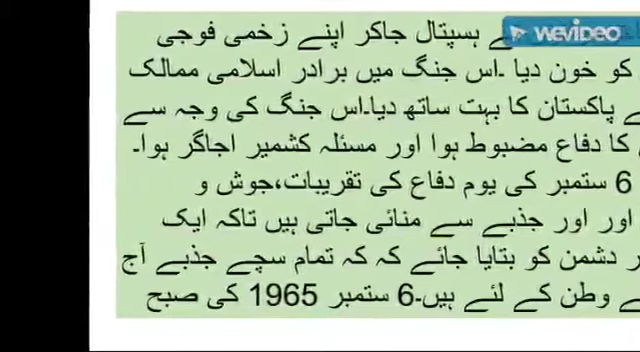 WeVideo
ے ہسپتال جاکر اپنے زخمی فوجی
کو خون دیا ۔اس جنگ میں برادر اسلامی ممالک
ے پاکستان کا بہت ساتھ دیا۔اس جنگ کی وجہ سے
کا دفاع مضبوط ہوا اور مسئلہ کشمیر اجاگر ہوا۔
6 ستمبر کی یوم دفاع کی تقریبات،جوش و
اور اور جذبے سے منائی جاتی ہیں تاکہ ایک
ر دشمن کو بتایا جائے کہ کہ تمام سچے جذبے آج
ے وطن کے لئے ہیں۔6 ستمبر 1965 کی صبح